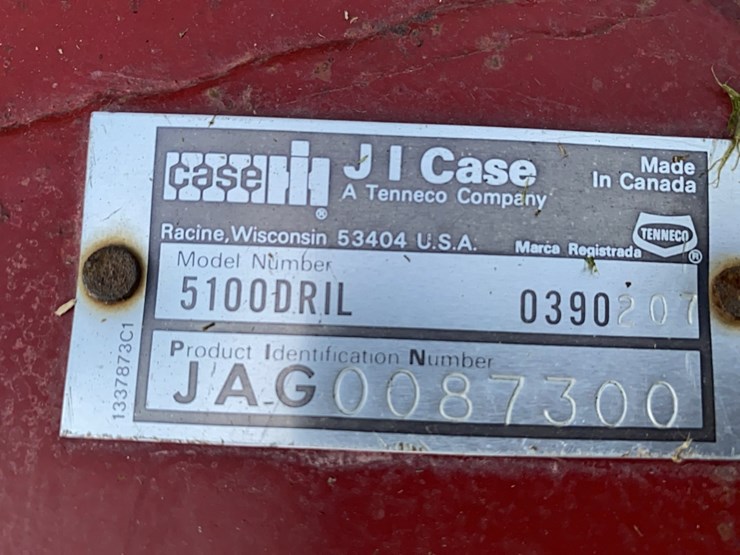 case IH ®
J I Case
A Tenneco Company
Made
In Canada
Racine, Wisconsin 53404 U.S.A.
Marca Registrada
TENNECO ®
Model Number
5100DRIL 0390207
Product Identification Number
JAG0087300
1337873C1